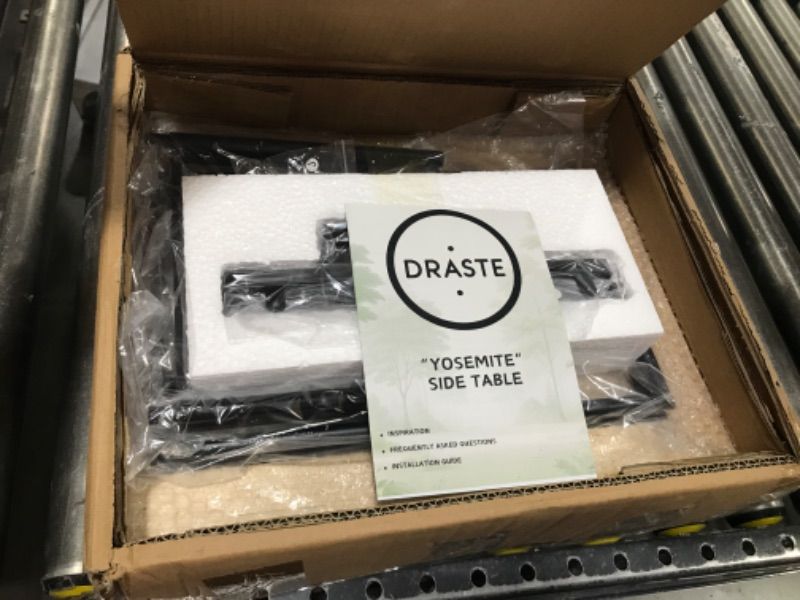 DRASTE
"YOSEMITE"
SIDE TABLE
• INSPIRATION
• FREQUENTLY ASKED QUESTIONS
• INSTALLATION GUIDE